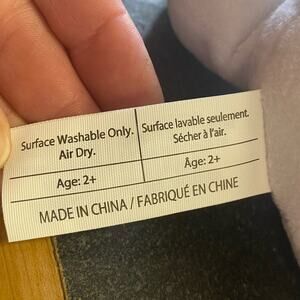 Surface Washable Only.
Air Dry.
Surface lavable seulement.
Sécher à l'air.
Age: 2+
Âge: 2+
MADE IN CHINA / FABRIQUÉ EN CHINE